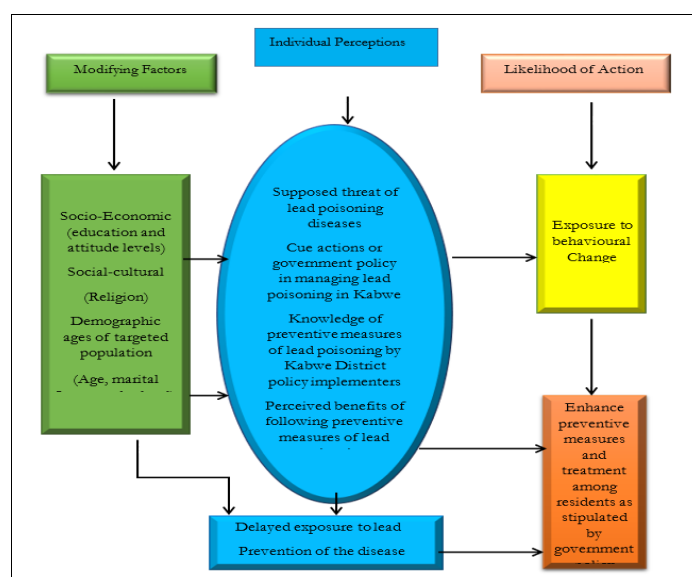 Individual Perceptions
Modifying Factors
Likelihood of Action
Socio-Economic
(education and
attitude levels)
Social-cultural
(Religion)
Demographic
ages of targeted
population
(Age, marital
Supposed threat of
lead poisoning
diseases
Cue actions or
government policy
in managing lead
poisoning in Kabwe
Knowledge of
preventive measures
of lead poisoning by
Kabwe District
policy implementers
Perceived benefits of
following preventive
measures of lead
Exposure to
behavioural
Change
Enhance
preventive
measures
and
treatment
among
residents as
stipulated
by
government
Delayed exposure to lead
Prevention of the disease